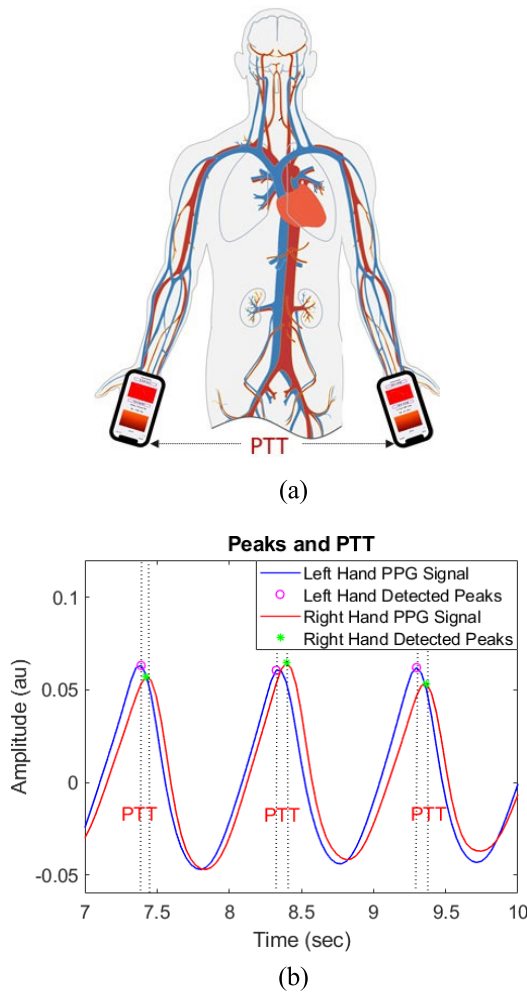 PTT
(a)
Peaks and PTT
Left Hand PPG Signal
Left Hand Detected Peaks
Right Hand PPG Signal
Right Hand Detected Peaks
0.1
0.05
0
-0.05
Amplitude (au)
PTT
PTT
PTT
7
7.5
8
8.5
9
9.5
10
Time (sec)
(b)